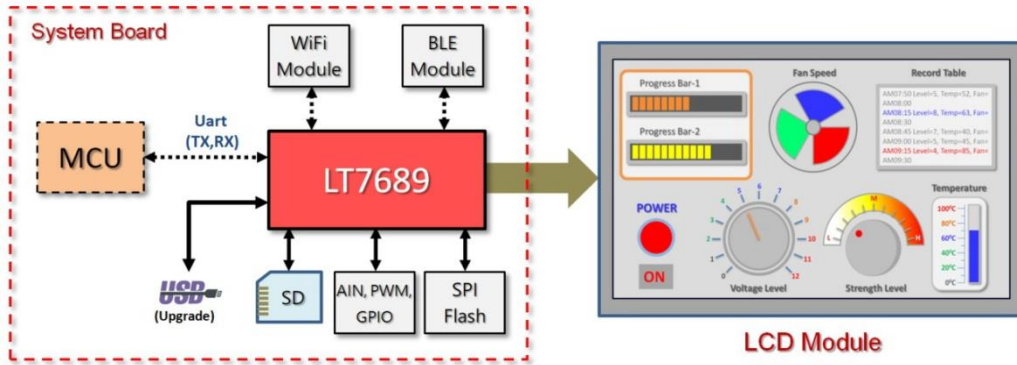 System Board
WiFi
Module
BLE
Module
Uart
(TX,RX)
MCU
LT7689
USB
(Upgrade)
SD
AIN, PWM,
GPIO
SPI
Flash
Progress Bar-1
Progress Bar-2
Fan Speed
Record Table
AM07:50 Level=5, Temp=52, Fan=
AM08:00
AM08:15 Level=8, Temp=63, Fan=
AM08:30
AM08:45 Level=7, Temp=40, Fan=
AM09:00 Level=5, Temp=45, Fan=
AM09:15 Level=4, Temp=85, Fan=
AM09:30
POWER
ON
0
1
2
3
4
5
6
7
8
9
10
11
12
Voltage Level
L
M
H
Strength Level
Temperature
100°C
80°C
60°C
40°C
20°C
0°C
LCD Module